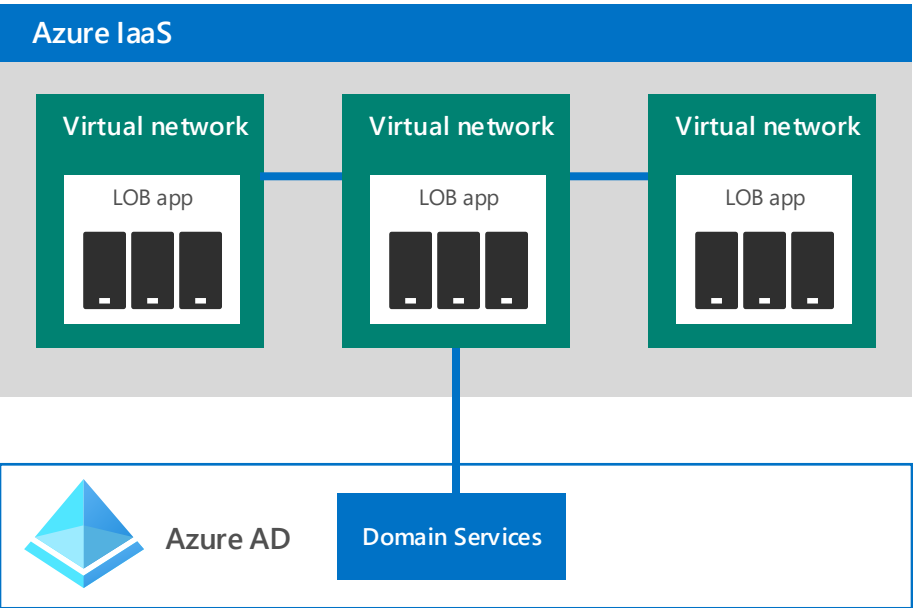 Azure IaaS
Virtual network
Virtual network
Virtual network
LOB app
LOB app
LOB app
Azure AD
Domain Services